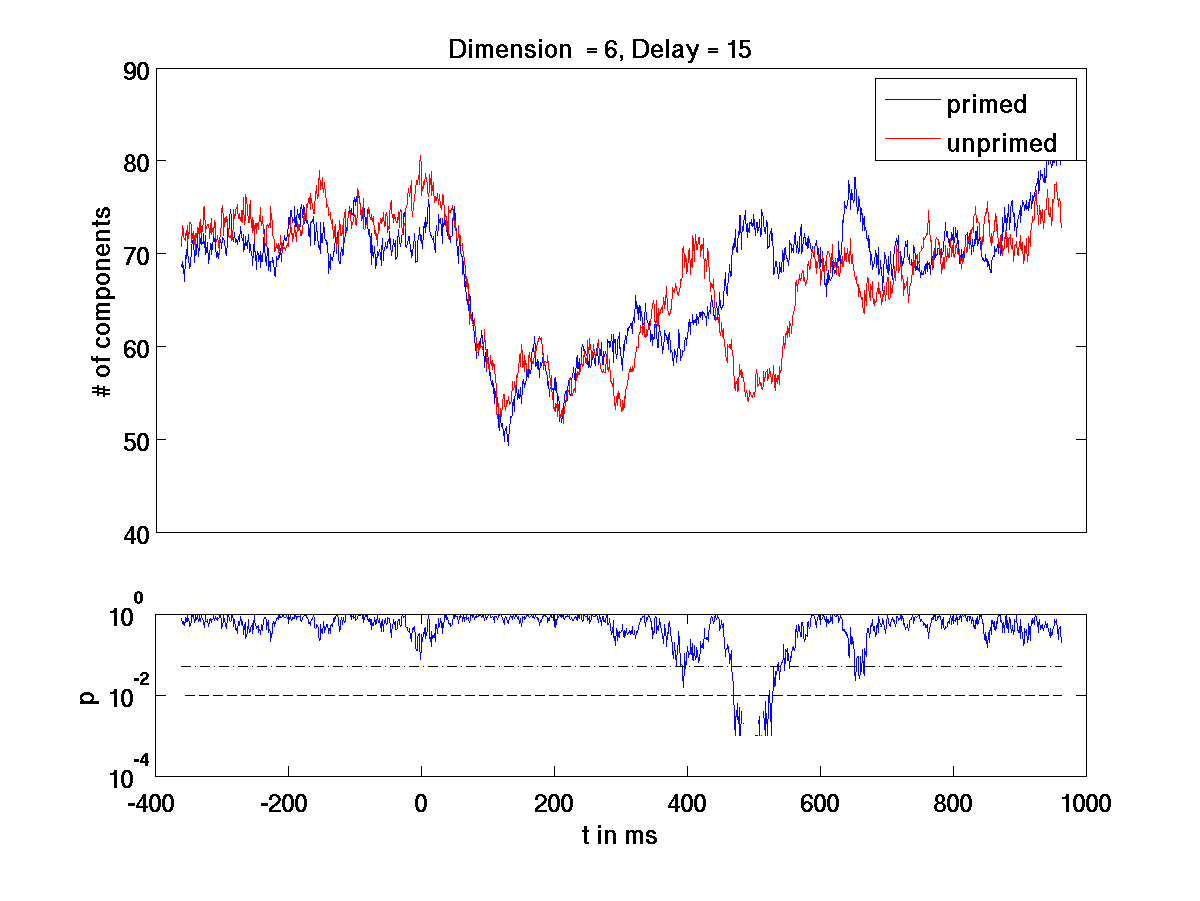 Dimension = 6, Delay = 15
90
primed
unprimed
80
70
# of components
60
50
40
10^0
10^-2
p
10^-4
-400 -200 0 200 400 600 800 1000
t in ms